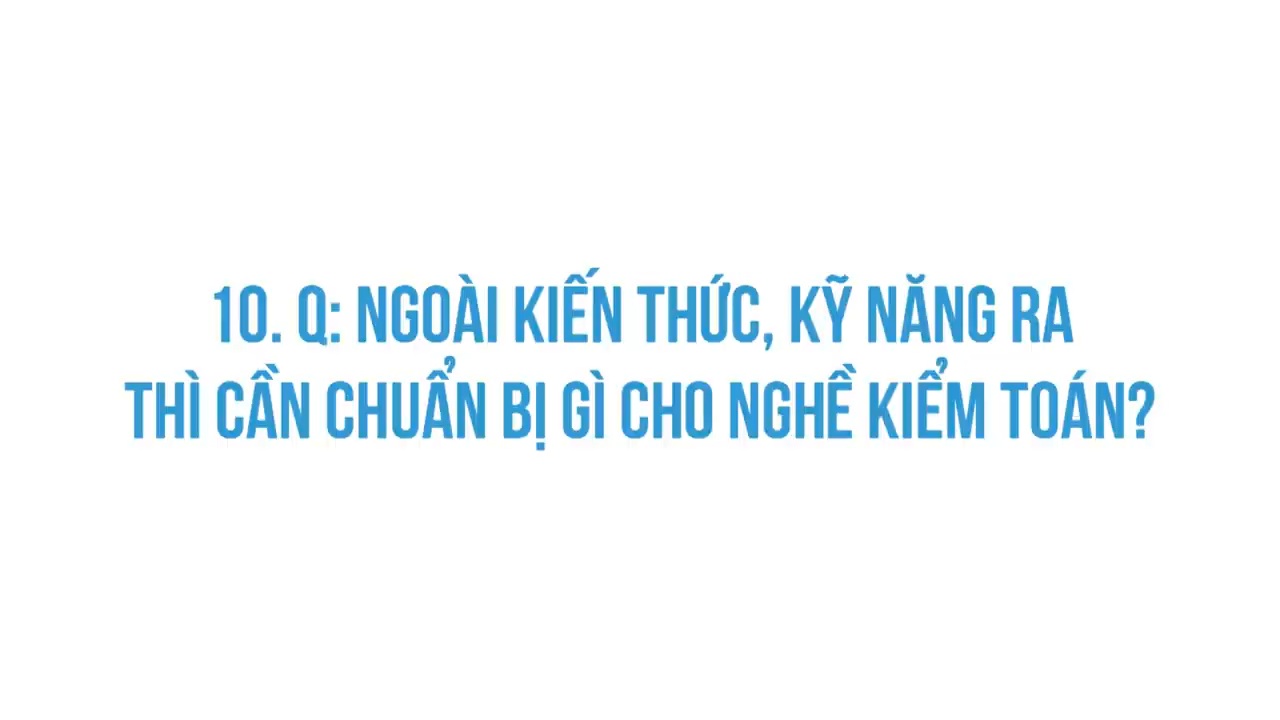 10. Q: NGOÀI KIẾN THỨC, KỸ NĂNG RA
THÌ CẦN CHUẨN BỊ GÌ CHO NGHỀ KIỂM TOÁN?